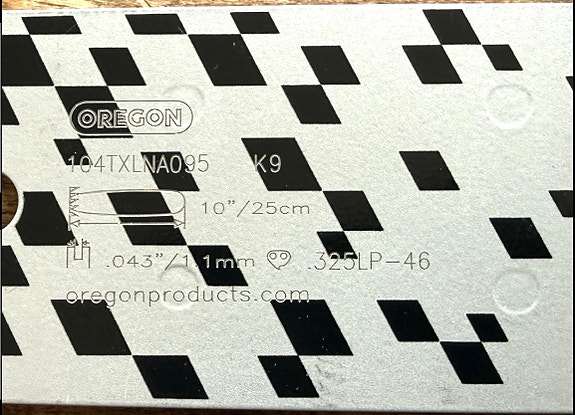 OREGON
104TXLNA095 K9
10"/25cm
.043"/1.1mm .325LP-46
oregonproducts.com